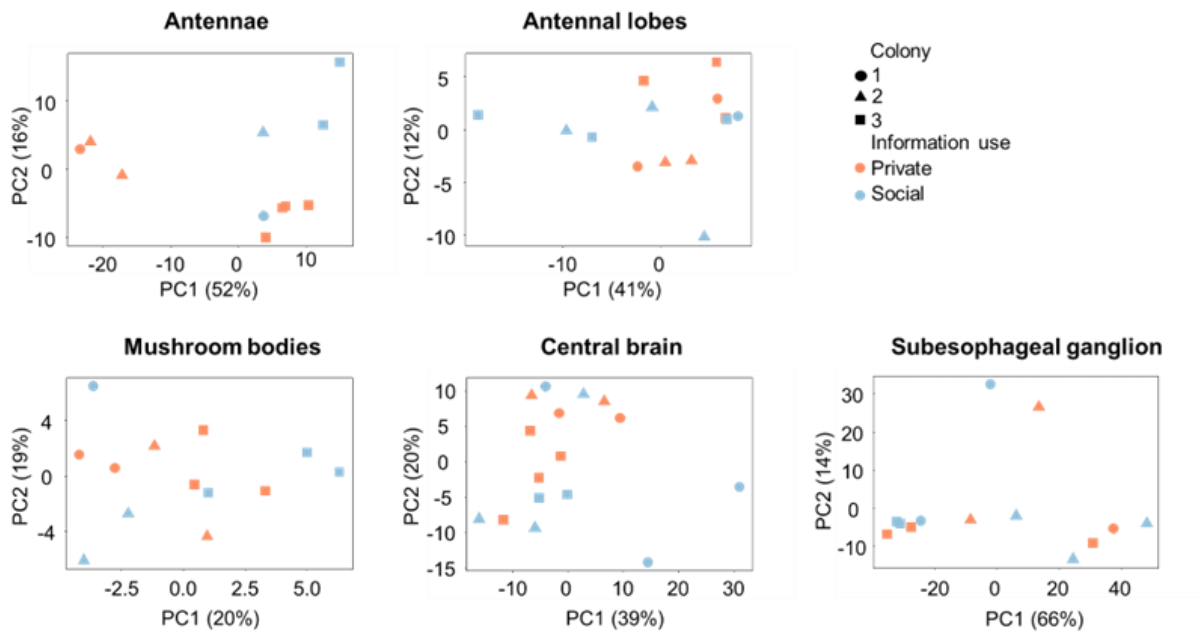 Antennae
10
0
-10
PC2 (16%)
-20
-10
0
10
PC1 (52%)
Antennal lobes
5
0
-5
-10
PC2 (12%)
-10
0
PC1 (41%)
Colony
1
2
3
Information use
Private
Social
Mushroom bodies
4
0
-4
PC2 (19%)
-2.5
0.0
2.5
5.0
PC1 (20%)
Central brain
10
5
0
-5
-10
-15
PC2 (20%)
-10
0
10
20
30
PC1 (39%)
Subesophageal ganglion
30
20
10
0
-10
PC2 (14%)
-20
0
20
40
PC1 (66%)